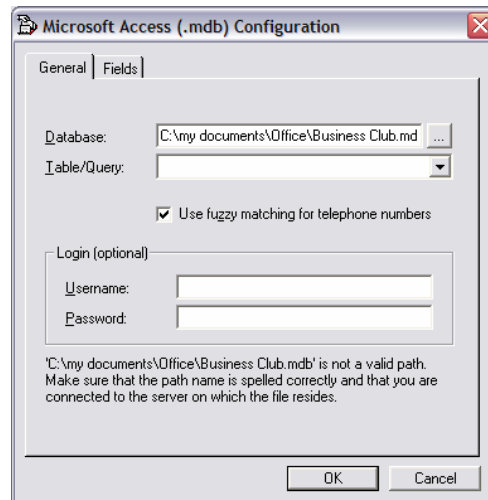 Microsoft Access (.mdb) Configuration
General Fields
Database: C:\my documents\Office\Business Club.md ...
Table/Query:
Use fuzzy matching for telephone numbers
Login (optional)
Username:
Password:
'C:\my documents\Office\Business Club.mdb' is not a valid path.
Make sure that the path name is spelled correctly and that you are
connected to the server on which the file resides.
OK Cancel